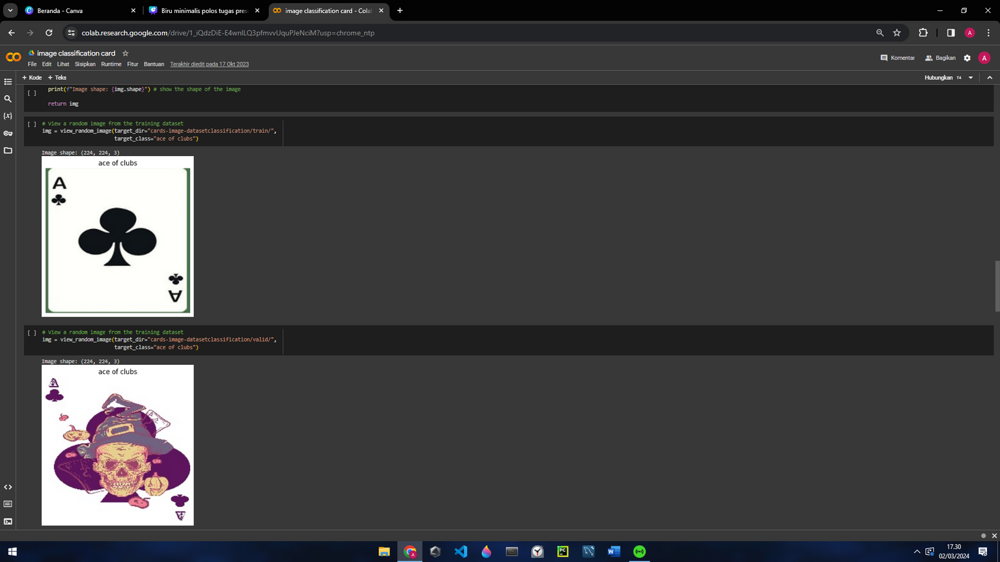 Beranda - Canva
Biru minimalis polos tugas pres
image classification card - Cola
colab.research.google.com/drive/1_iQdzDiE-E4wnILQ3pfmvvUquPJeNciM?usp=chrome_ntp
A
image classification card
File Edit Lihat Sisipkan Runtime Fitur Bantuan Terakhir diedit pada 17 Okt 2023
Komentar
Bagikan
A
+ Kode + Teks
Hubungkan T4
[ ] print(f"Image shape: {img.shape}") # show the shape of the image
return img
[ ] # View a random image from the training dataset
img = view_random_image(target_dir="cards-image-datasetclassification/train/",
target_class="ace of clubs")
Image shape: (224, 224, 3)
ace of clubs
A
A
[ ] # View a random image from the training dataset
img = view_random_image(target_dir="cards-image-datasetclassification/valid/",
target_class="ace of clubs")
Image shape: (224, 224, 3)
ace of clubs
A
A
A
PC
17.30
02/03/2024